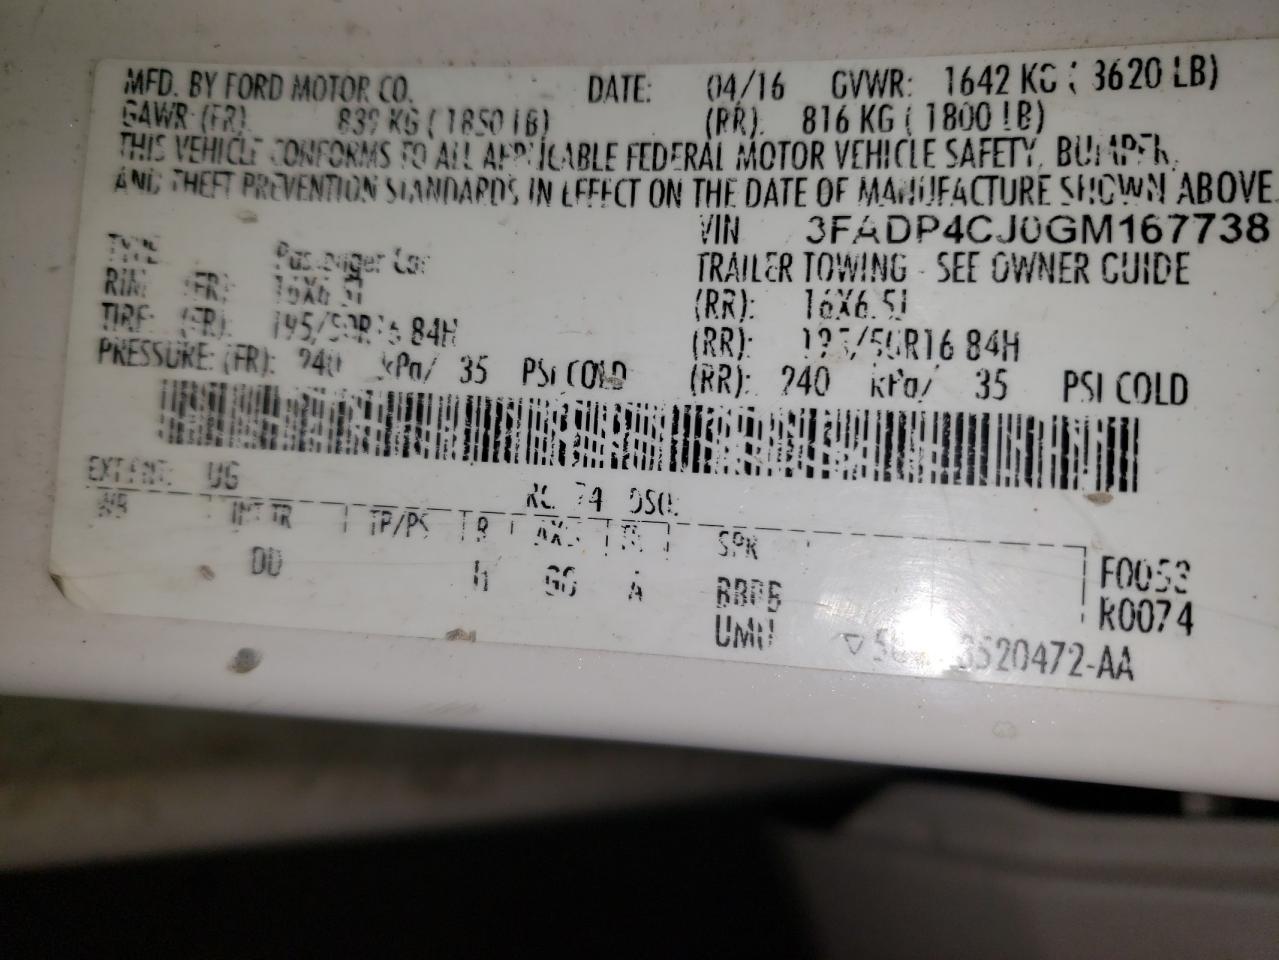 MFD. BY FORD MOTOR CO. DATE: 04/16 GVWR: 1642 KG ( 3620 LB)
GAWR (FR): 839 KG ( 1850 LB) (RR): 816 KG ( 1800 LB)
THIS VEHICLE CONFORMS TO ALL APPLICABLE FEDERAL MOTOR VEHICLE SAFETY, BUMPER,
AND THEFT PREVENTION STANDARDS IN EFFECT ON THE DATE OF MANUFACTURE SHOWN ABOVE.
VIN 3FADP4CJ0GM167738
TYPE: Passenger Car TRAILER TOWING - SEE OWNER GUIDE
RIM: (FR): 16X6.5J (RR): 16X6.5J
TIRE: (FR): 195/50R16 84H (RR): 195/50R16 84H
PRESSURE: (FR): 240 kPa/ 35 PSI COLD (RR): 240 kPa/ 35 PSI COLD
EXT PNT: UG RC: 74 DSO:
WB INT TR TP/PS R AXS TR SPR
DD GG A BBPB F0053
UMU R0074
3520472-AA